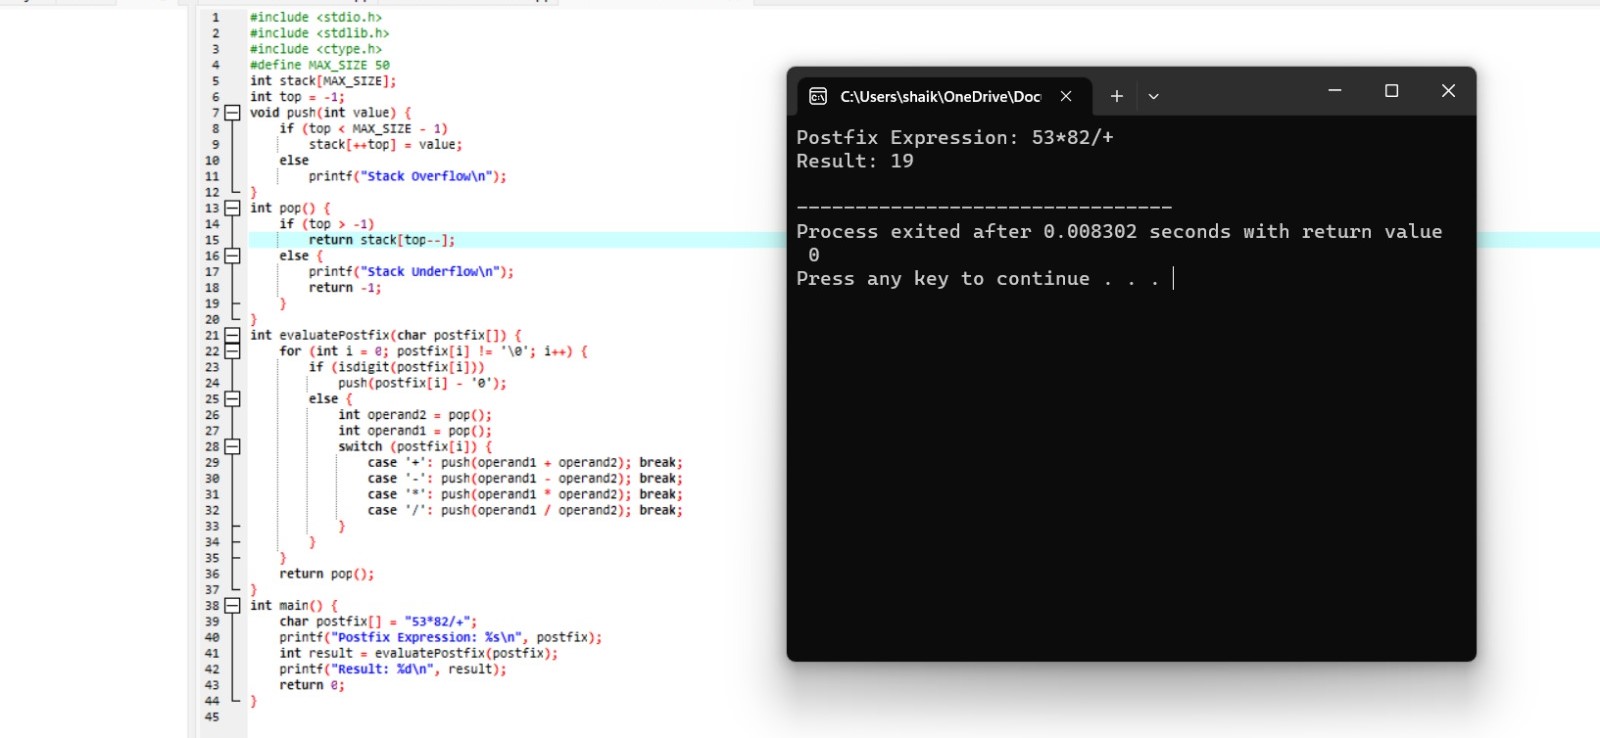 1 #include <stdio.h>
2 #include <stdlib.h>
3 #include <ctype.h>
4 #define MAX_SIZE 50
5 int stack[MAX_SIZE];
6 int top = -1;
7 void push(int value) {
8     if (top < MAX_SIZE - 1)
9         stack[++top] = value;
10     else
11         printf("Stack Overflow\n");
12 }
13 int pop() {
14     if (top > -1)
15         return stack[top--];
16     else {
17         printf("Stack Underflow\n");
18         return -1;
19     }
20 }
21 int evaluatePostfix(char postfix[]) {
22     for (int i = 0; postfix[i] != '\0'; i++) {
23         if (isdigit(postfix[i]))
24             push(postfix[i] - '0');
25         else {
26             int operand2 = pop();
27             int operand1 = pop();
28             switch (postfix[i]) {
29                 case '+': push(operand1 + operand2); break;
30                 case '-': push(operand1 - operand2); break;
31                 case '*': push(operand1 * operand2); break;
32                 case '/': push(operand1 / operand2); break;
33             }
34         }
35     }
36     return pop();
37 }
38 int main() {
39     char postfix[] = "53*82/+";
40     printf("Postfix Expression: %s\n", postfix);
41     int result = evaluatePostfix(postfix);
42     printf("Result: %d\n", result);
43     return 0;
44 }
45
C:\Users\shaik\OneDrive\Doc
Postfix Expression: 53*82/+
Result: 19
--------------------------------
Process exited after 0.008302 seconds with return value
0
Press any key to continue . . .